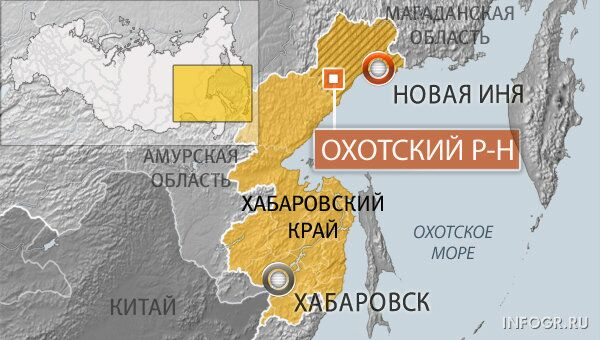 МАГАДАНСКАЯ
ОБЛАСТЬ
НОВАЯ ИНЯ
ОХОТСКИЙ Р-Н
АМУРСКАЯ
ОБЛАСТЬ
ХАБАРОВСКИЙ
КРАЙ
ОХОТСКОЕ
МОРЕ
КИТАЙ
ХАБАРОВСК
INFOGR.RU